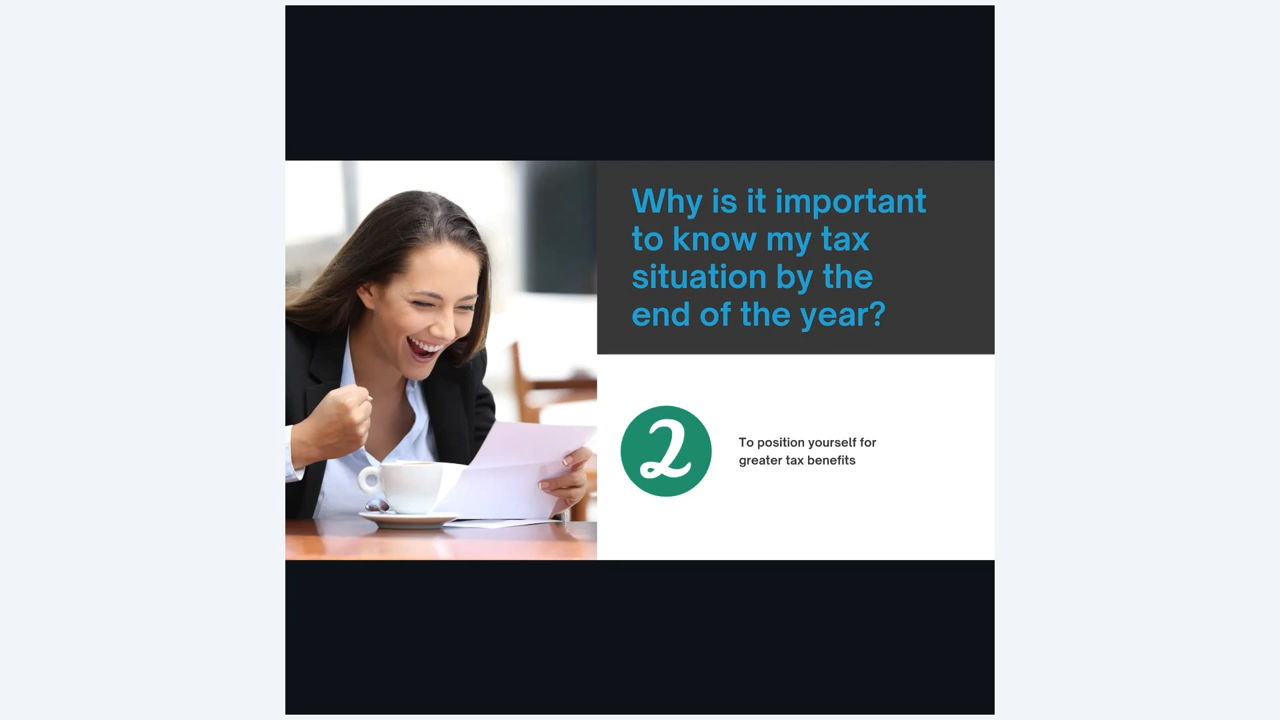 Why is it important
to know my tax
situation by the
end of the year?
2
To position yourself for
greater tax benefits